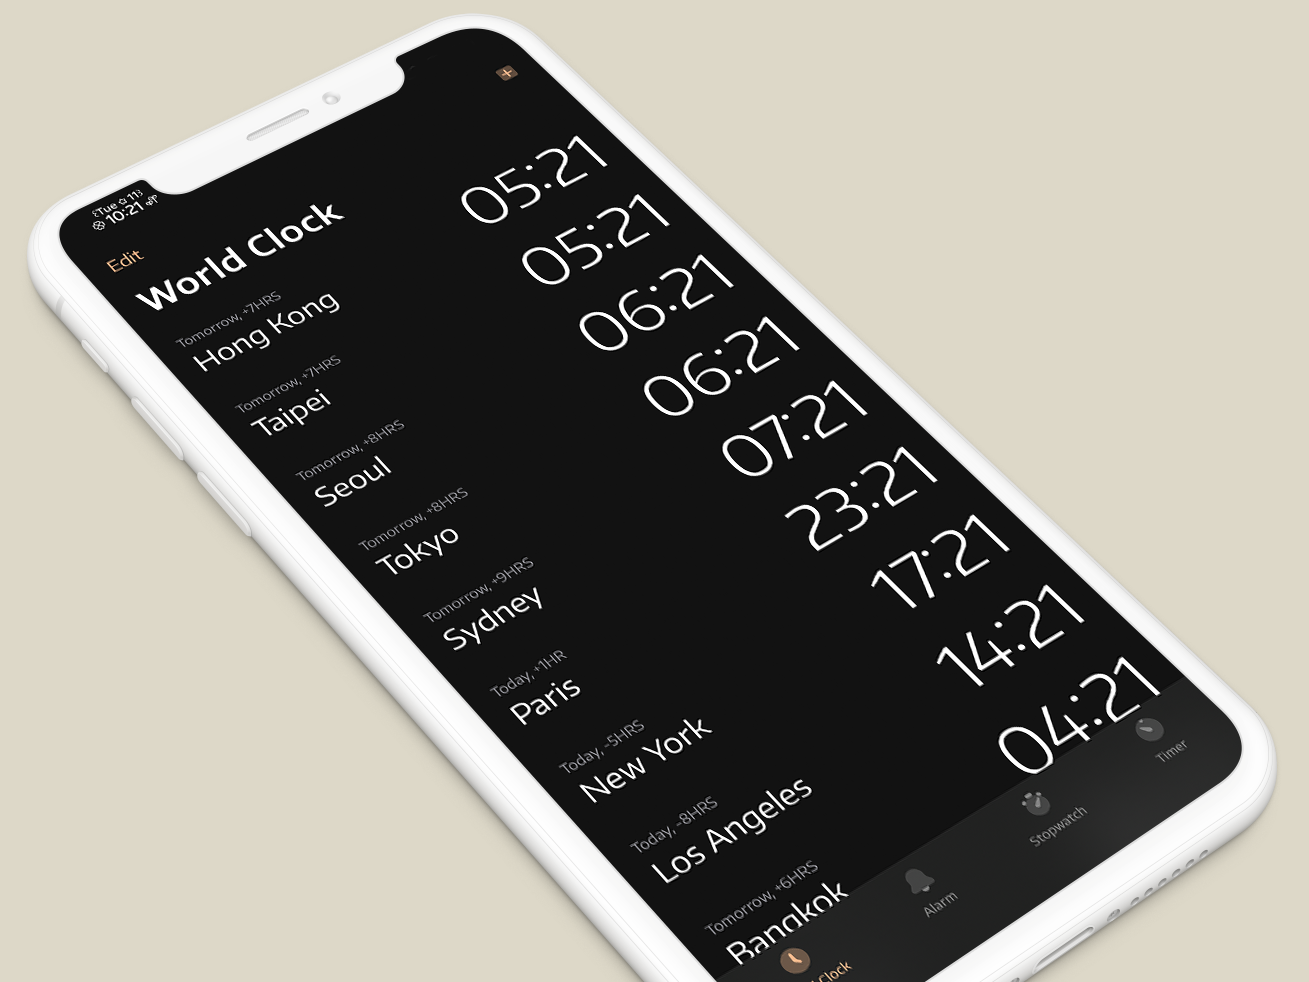 Tue 113
10:21
Edit
World Clock
Tomorrow, +7HRS
Hong Kong
05:21
Tomorrow, +7HRS
Taipei
05:21
Tomorrow, +8HRS
Seoul
06:21
Tomorrow, +8HRS
Tokyo
06:21
Tomorrow, +9HRS
Sydney
07:21
Today, +1HR
Paris
23:21
Today, -5HRS
New York
17:21
Today, -8HRS
Los Angeles
14:21
Tomorrow, +6HRS
Bangkok
04:21
Clock
Alarm
Stopwatch
Timer